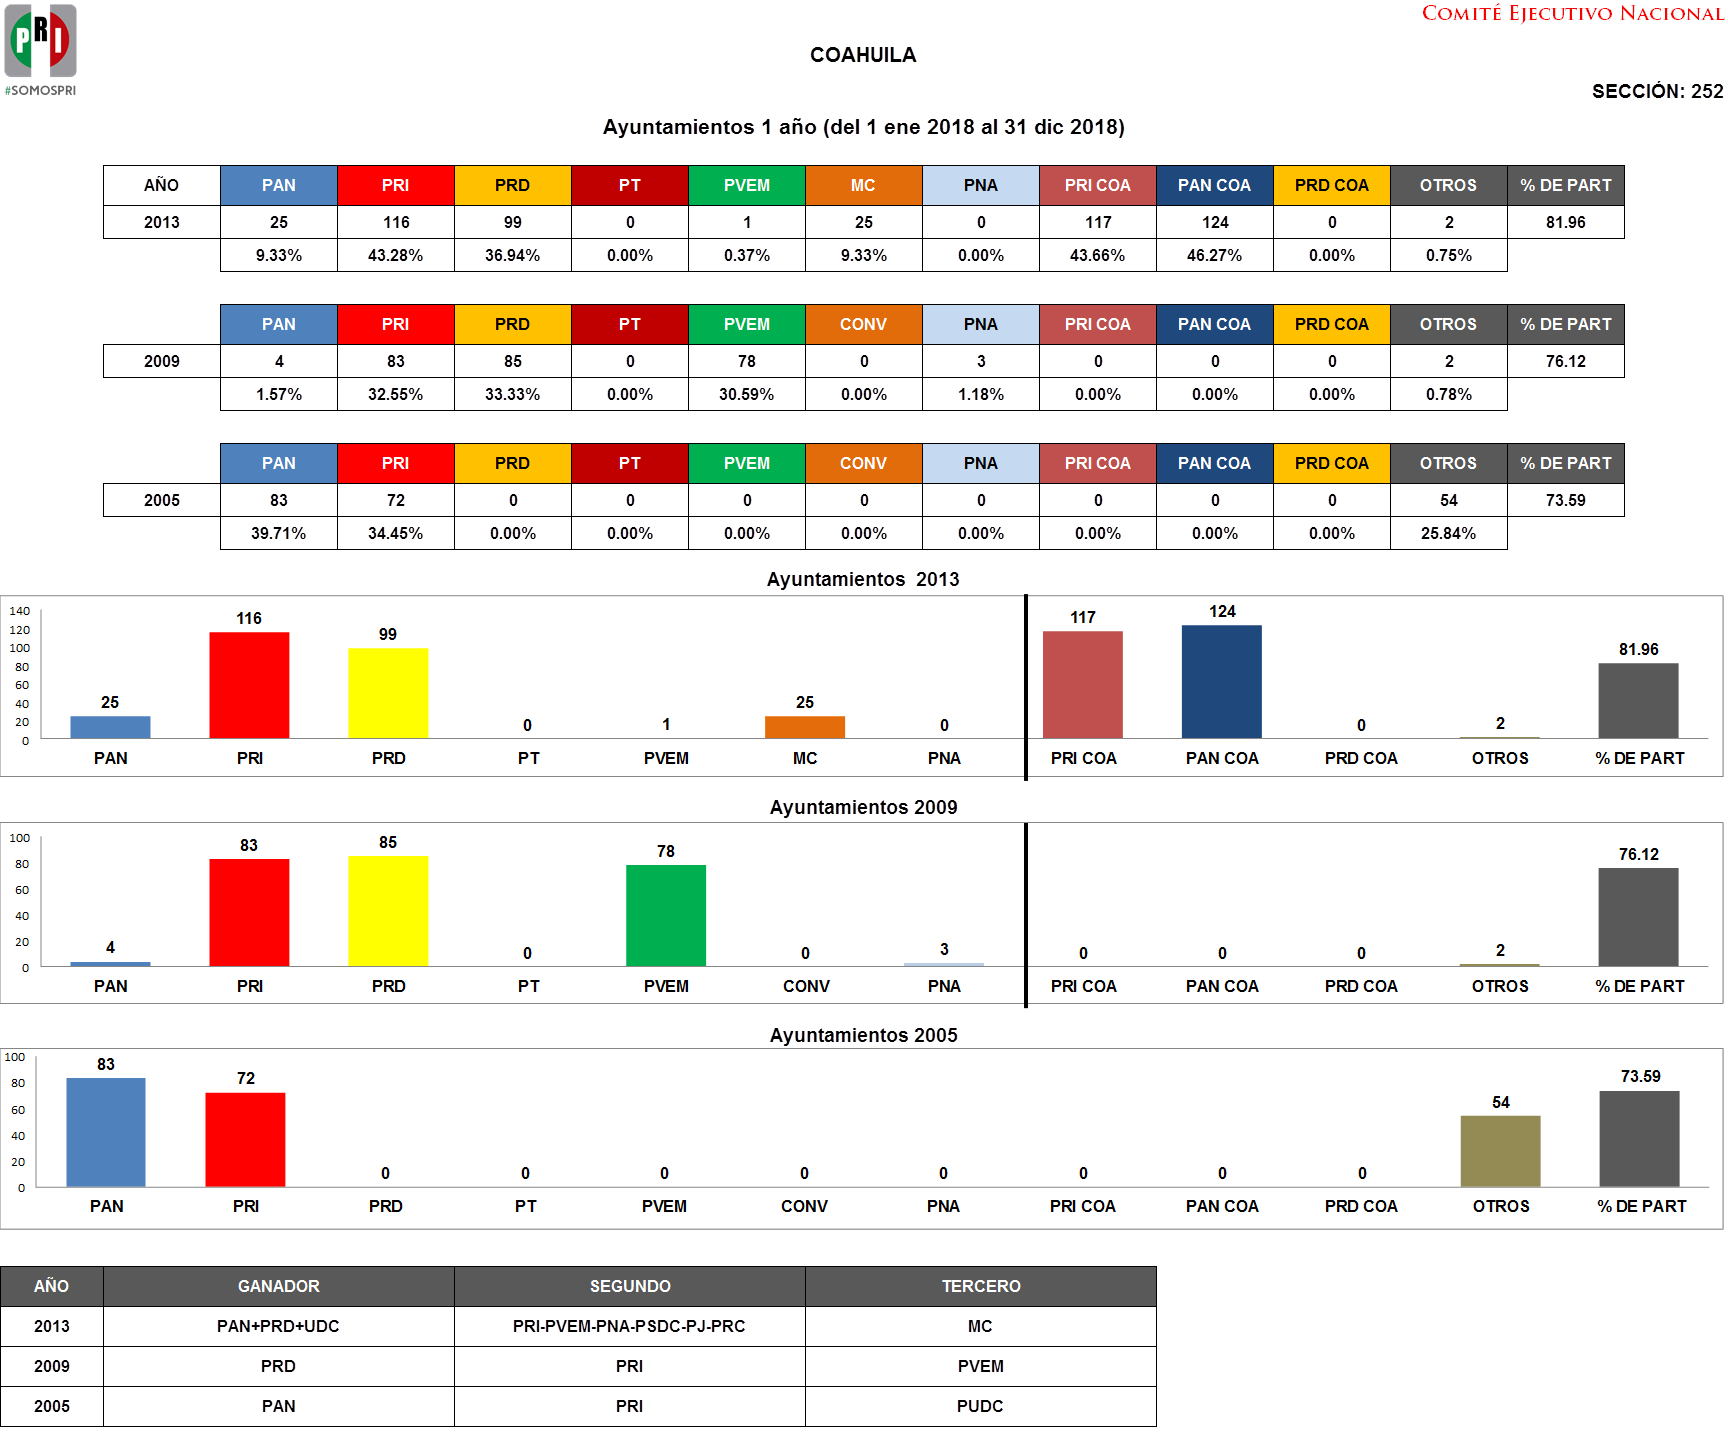 PRI
#SOMOSPRI
COMITÉ EJECUTIVO NACIONAL
COAHUILA
SECCIÓN: 252
Ayuntamientos 1 año (del 1 ene 2018 al 31 dic 2018)
AÑO PAN PRI PRD PT PVEM MC PNA PRI COA PAN COA PRD COA OTROS % DE PART
2013 25 116 99 0 1 25 0 117 124 0 2 81.96
9.33% 43.28% 36.94% 0.00% 0.37% 9.33% 0.00% 43.66% 46.27% 0.00% 0.75%
PAN PRI PRD PT PVEM CONV PNA PRI COA PAN COA PRD COA OTROS % DE PART
2009 4 83 85 0 78 0 3 0 0 0 2 76.12
1.57% 32.55% 33.33% 0.00% 30.59% 0.00% 1.18% 0.00% 0.00% 0.00% 0.78%
PAN PRI PRD PT PVEM CONV PNA PRI COA PAN COA PRD COA OTROS % DE PART
2005 83 72 0 0 0 0 0 0 0 0 54 73.59
39.71% 34.45% 0.00% 0.00% 0.00% 0.00% 0.00% 0.00% 0.00% 0.00% 25.84%
Ayuntamientos 2013
140
120
100
80
60
40
20
0
25 116 99 0 1 25 0 117 124 0 2 81.96
PAN PRI PRD PT PVEM MC PNA PRI COA PAN COA PRD COA OTROS % DE PART
Ayuntamientos 2009
100
80
60
40
20
0
4 83 85 0 78 0 3 0 0 0 2 76.12
PAN PRI PRD PT PVEM CONV PNA PRI COA PAN COA PRD COA OTROS % DE PART
Ayuntamientos 2005
100
80
60
40
20
0
83 72 0 0 0 0 0 0 0 0 54 73.59
PAN PRI PRD PT PVEM CONV PNA PRI COA PAN COA PRD COA OTROS % DE PART
AÑO GANADOR SEGUNDO TERCERO
2013 PAN+PRD+UDC PRI-PVEM-PNA-PSDC-PJ-PRC MC
2009 PRD PRI PVEM
2005 PAN PRI PUDC